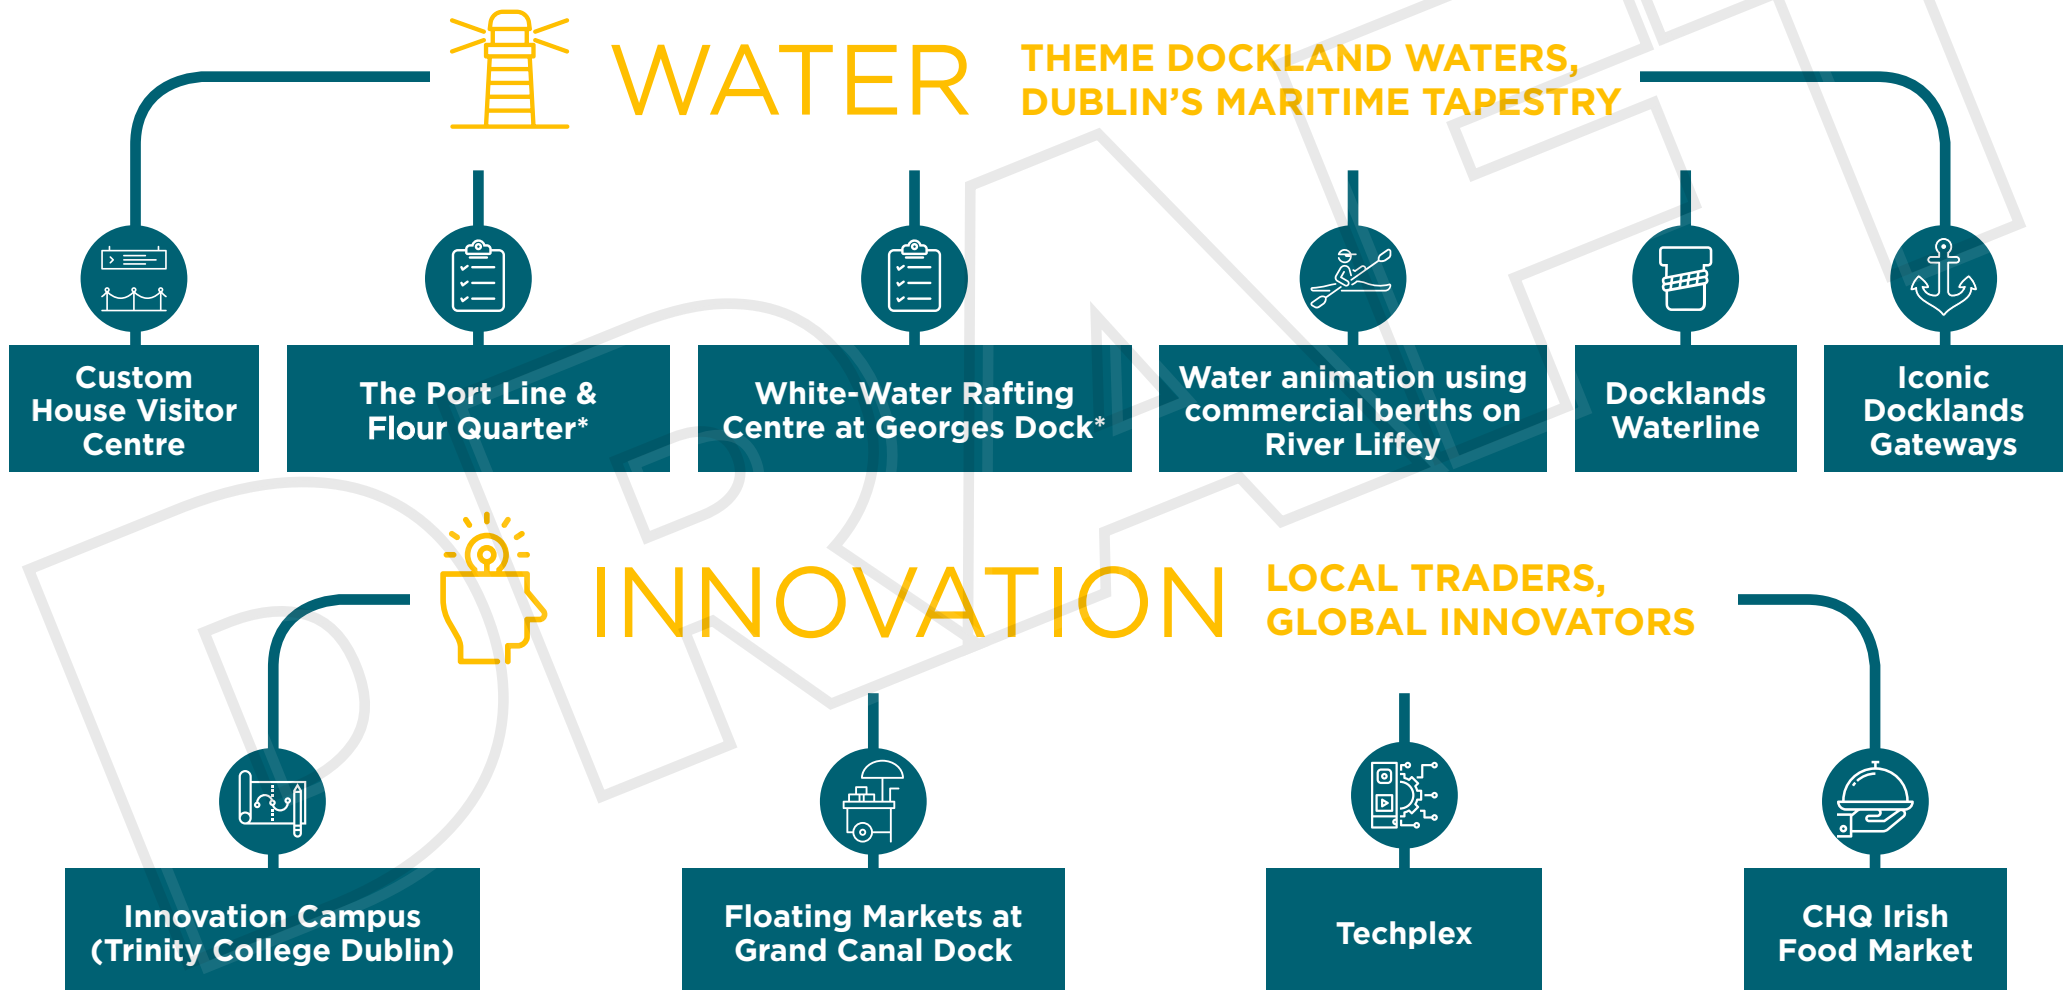 WATER
THEME DOCKLAND WATERS,
DUBLIN’S MARITIME TAPESTRY
Custom
House Visitor
Centre
The Port Line &
Flour Quarter*
White-Water Rafting
Centre at Georges Dock*
Water animation using
commercial berths on
River Liffey
Docklands
Waterline
Iconic
Docklands
Gateways
INNOVATION
LOCAL TRADERS,
GLOBAL INNOVATORS
Innovation Campus
(Trinity College Dublin)
Floating Markets at
Grand Canal Dock
Techplex
CHQ Irish
Food Market
DRAFT